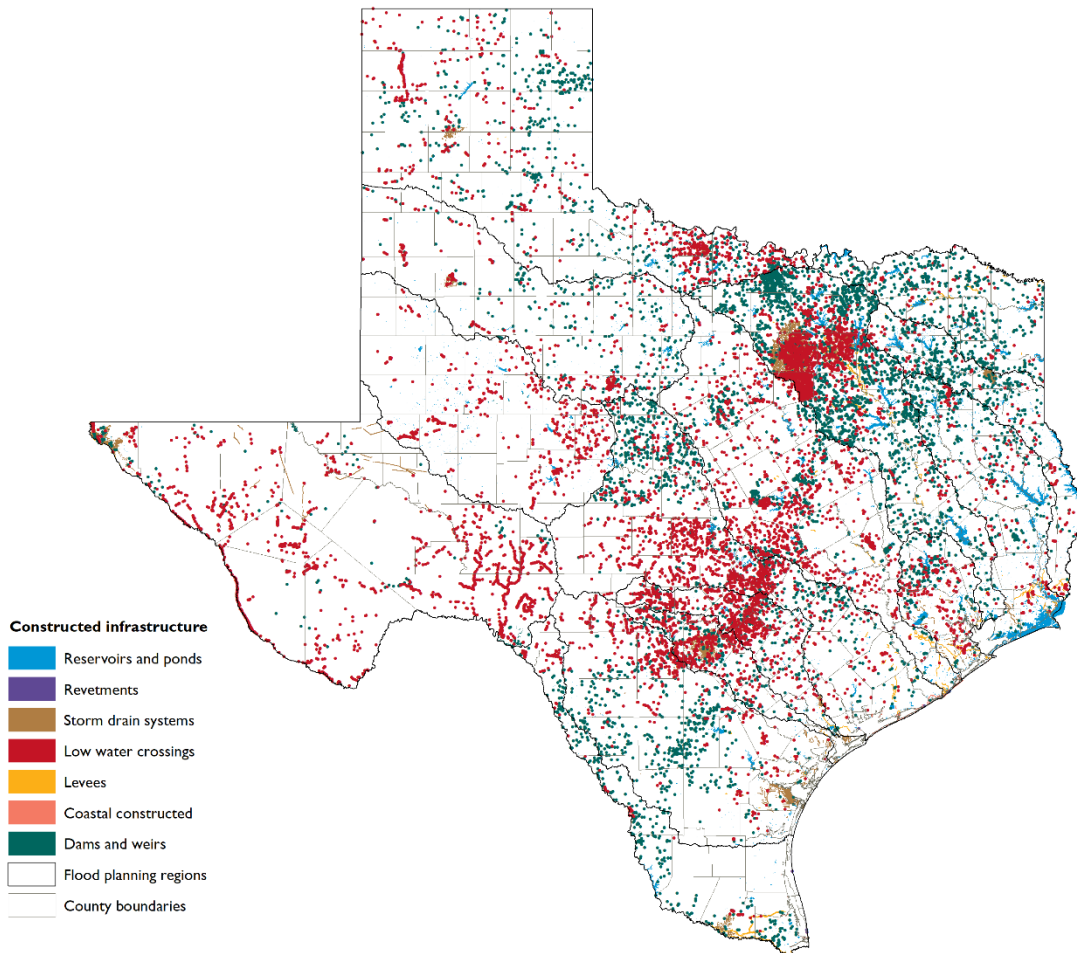 Constructed infrastructure
Reservoirs and ponds
Revetments
Storm drain systems
Low water crossings
Levees
Coastal constructed
Dams and weirs
Flood planning regions
County boundaries